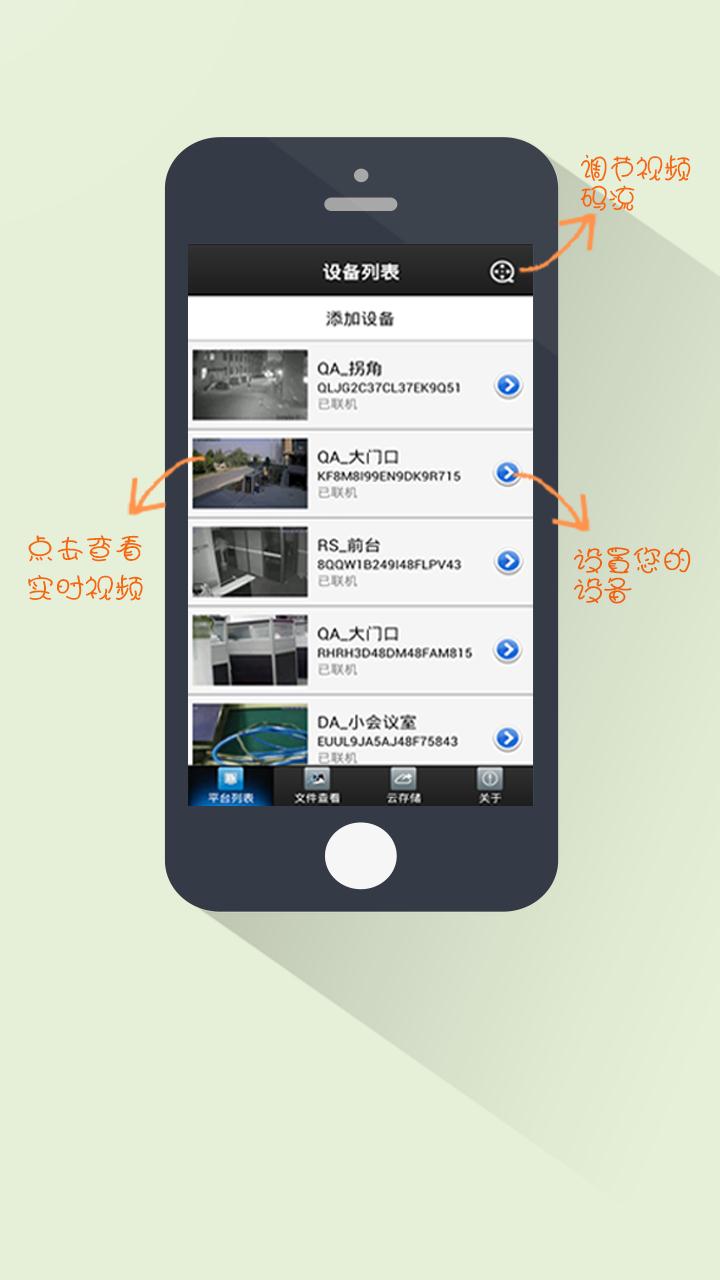 调节视频
码流
设备列表
添加设备
QA_拐角
QLJG2C37CL37EK9Q51
已联机
QA_大门口
KF8M8I99EN9DK9R715
已联机
点击查看
实时视频
设置您的
设备
RS_前台
8QQW1B249I48FLPV43
已联机
QA_大门口
RHRH3D48DM48FAM815
已联机
DA_小会议室
EUUL9JA5AJ48F75843
已联机
平台列表 文件查看 云存储 关于